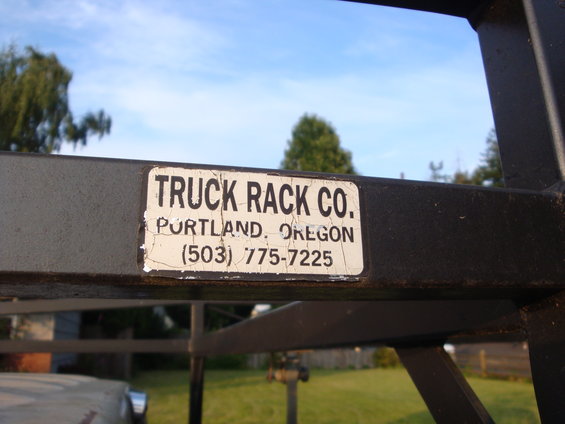 TRUCK RACK CO.
PORTLAND, OREGON
(503) 775-7225